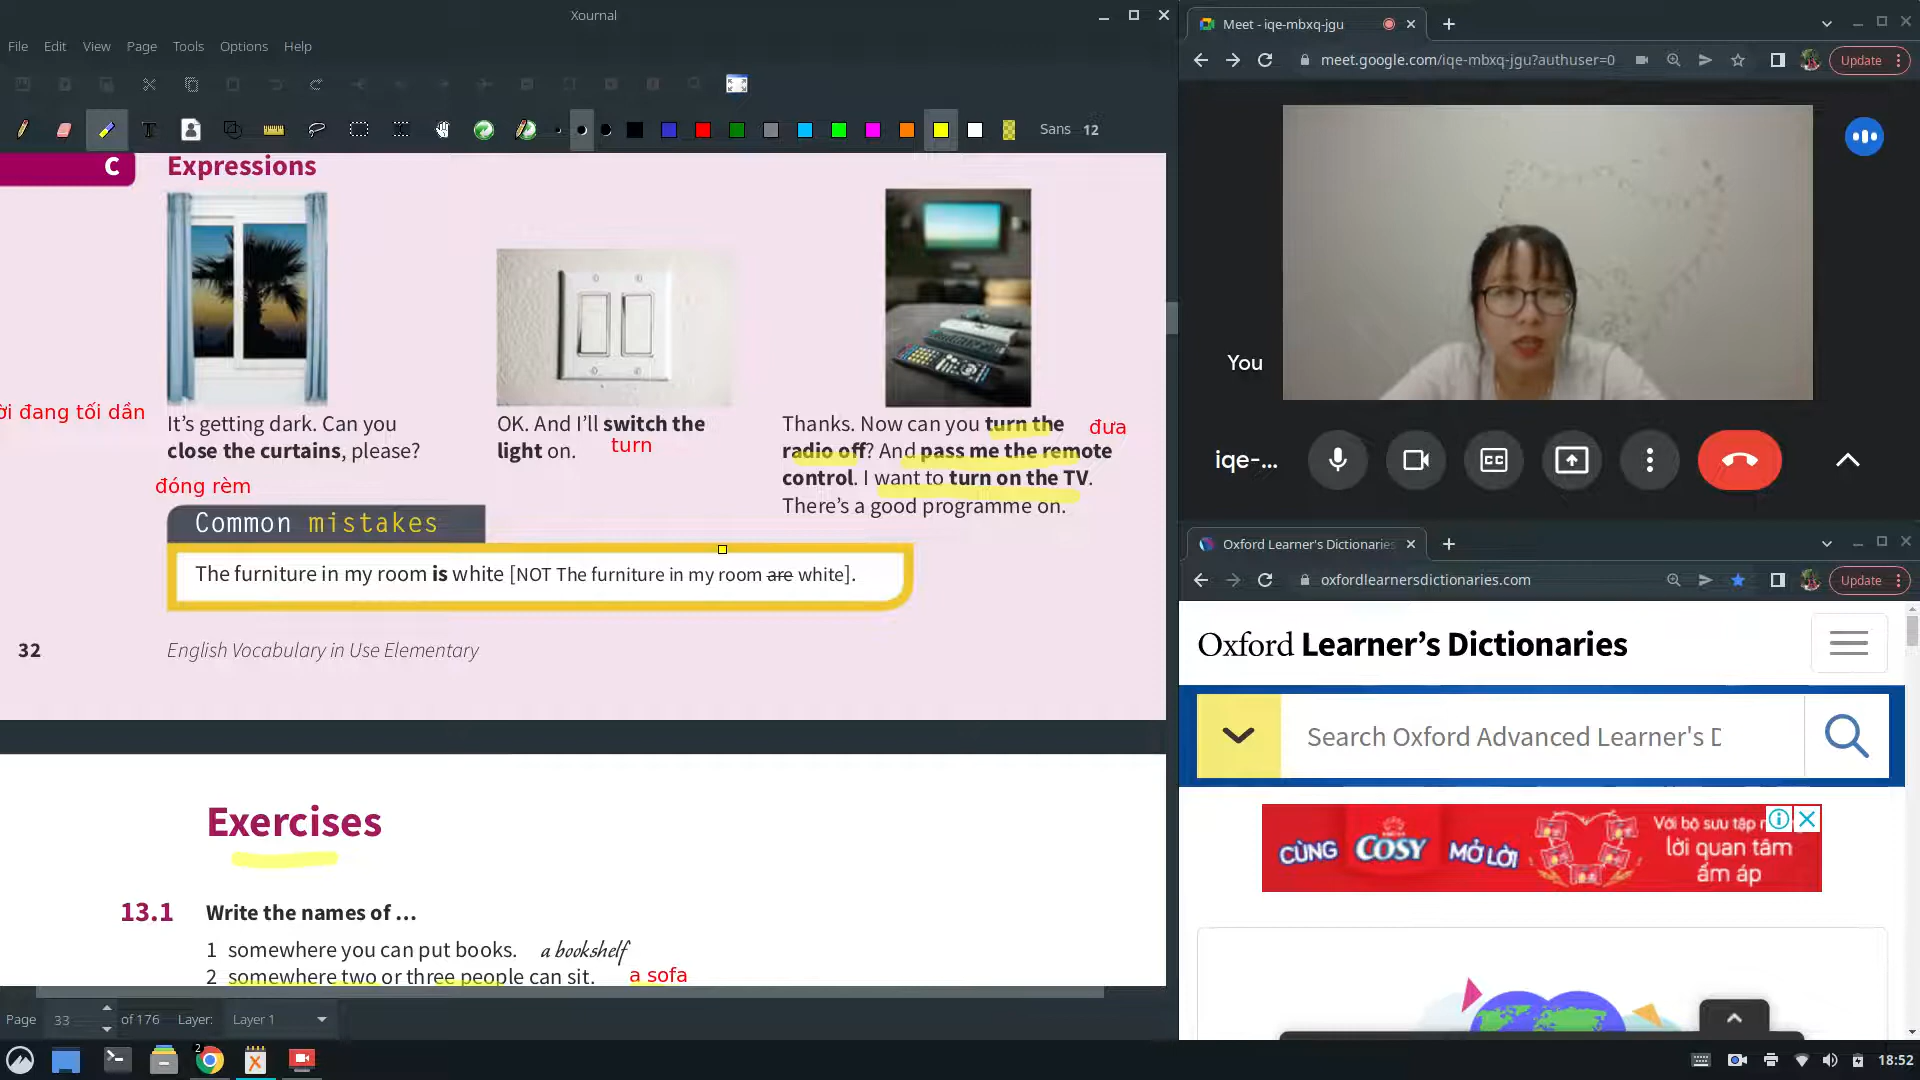 Xournal
File Edit View Page Tools Options Help
Sans 12
C Expressions
ời đang tối dần
It's getting dark. Can you
close the curtains, please?
đóng rèm
OK. And I'll switch the
light on.
turn
Thanks. Now can you turn the
đưa
radio off? And pass me the remote
control. I want to turn on the TV.
There's a good programme on.
Common mistakes
The furniture in my room is white [NOT The furniture in my room are white].
32 English Vocabulary in Use Elementary
Exercises
13.1 Write the names of ...
1 somewhere you can put books. a bookshelf
2 somewhere two or three people can sit. a sofa
Page 33 of 176 Layer: Layer 1
Meet - iqe-mbxq-jgu
meet.google.com/iqe-mbxq-jgu?authuser=0
Update
You
iqe-...
CC
Oxford Learner's Dictionaries
oxfordlearnersdictionaries.com
Update
Oxford Learner's Dictionaries
Search Oxford Advanced Learner's D
CÙNG COSY MỞ LỜI
Với bộ sưu tập
lời quan tâm
ấm áp
2
X
18:52